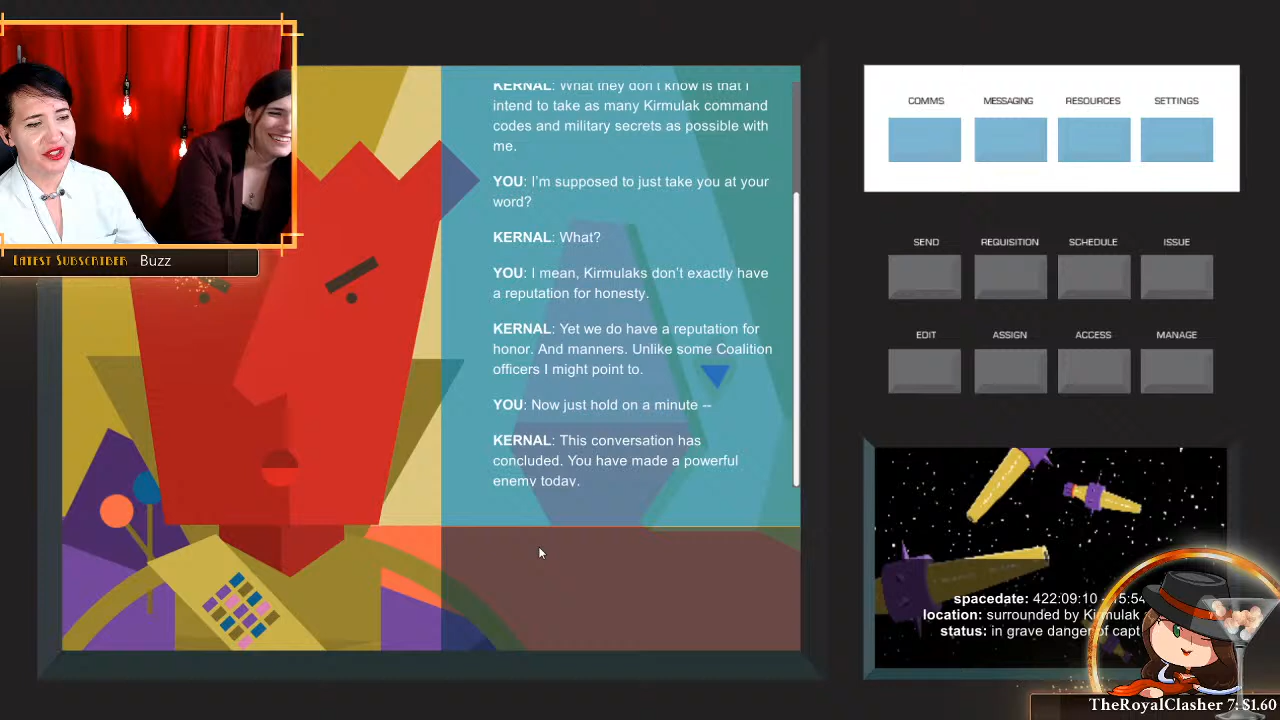 KERNAL: What they don't know is that I
intend to take as many Kirmulak command
codes and military secrets as possible with
me.
YOU: I'm supposed to just take you at your
word?
KERNAL: What?
YOU: I mean, Kirmulaks don't exactly have
a reputation for honesty.
KERNAL: Yet we do have a reputation for
honor. And manners. Unlike some Coalition
officers I might point to.
YOU: Now just hold on a minute --
KERNAL: This conversation has
concluded. You have made a powerful
enemy today.
LATEST SUBSCRIBER Buzz
COMMS MESSAGING RESOURCES SETTINGS
SEND REQUISITION SCHEDULE ISSUE
EDIT ASSIGN ACCESS MANAGE
spacedate: 422:09:10
location: surrounded by Kirmulak
status: in grave danger of capt
TheRoyalClasher 7: $1.60